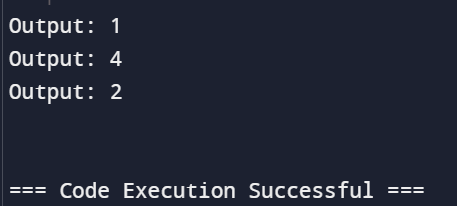 Output: 1
Output: 4
Output: 2
=== Code Execution Successful ===